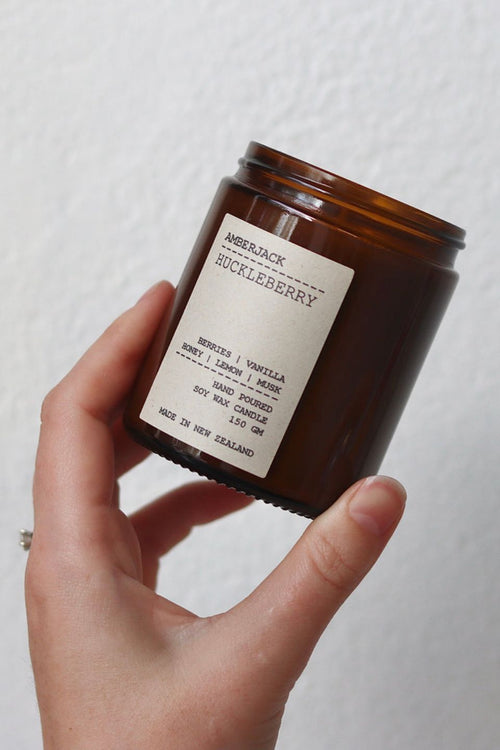 AMBERJACK
HUCKLEBERRY
BERRIES | VANILLA
HONEY | LEMON | MUSK
HAND POURED
SOY WAX CANDLE
150 GM
MADE IN NEW ZEALAND